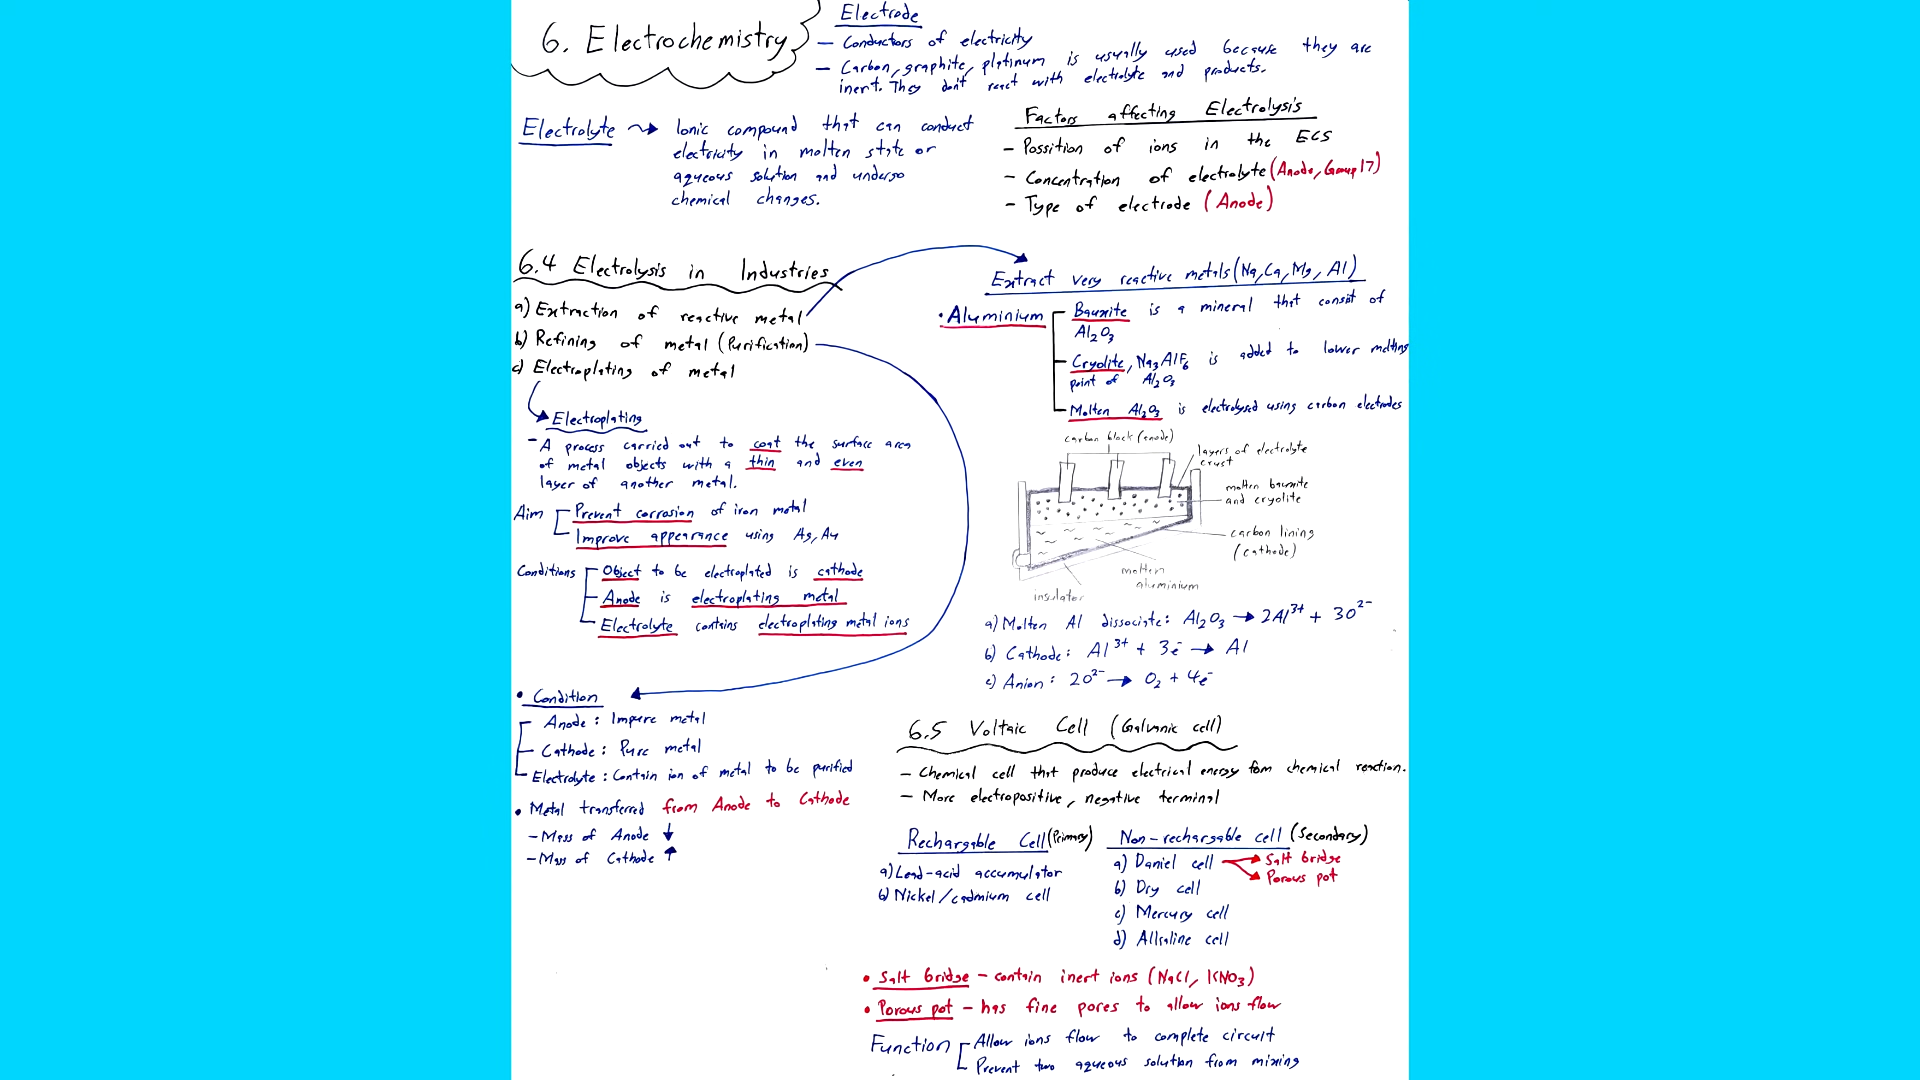 6. Electrochemistry
Electrode
– Conductors of electricity
– Carbon, graphite, platinum is usually used because they are
inert. They don't react with electrolyte and products.
Electrolyte → Ionic compound that can conduct
electricity in molten state or
aqueous solution and undergo
chemical changes.
Factors affecting Electrolysis
– Possition of ions in the ECS
– Concentration of electrolyte (Anode, Group 17)
– Type of electrode (Anode)
6.4 Electrolysis in Industries
a) Extraction of reactive metal
b) Refining of metal (Purification)
c) Electroplating of metal
Electroplating
– A process carried out to coat the surface area
of metal objects with a thin and even
layer of another metal.
Aim
Prevent corrosion of iron metal
Improve appearance using Ag, Au
Conditions
Object to be electroplated is cathode
Anode is electroplating metal
Electrolyte contains electroplating metal ions
• Condition
Anode : Impure metal
Cathode : Pure metal
Electrolyte : Contain ion of metal to be purified
• Metal transferred from Anode to Cathode
– Mass of Anode ↓
– Mass of Cathode ↑
Extract very reactive metals (Na, Ca, Mg, Al)
• Aluminium
Bauxite is a mineral that consist of
Al₂O₃
Cryolite, Na₃AlF₆ is added to lower melting
point of Al₂O₃
Molten Al₂O₃ is electrolysed using carbon electrodes
carbon block (anode)
layers of electrolyte
crust
molten bauxite
and cryolite
carbon lining
(cathode)
molten
aluminium
insulator
a) Molten Al dissociate: Al₂O₃ → 2Al³⁺ + 3O²⁻
b) Cathode: Al³⁺ + 3e⁻ → Al
c) Anion: 2O²⁻ → O₂ + 4e⁻
6.5 Voltaic Cell (Galvanic cell)
– Chemical cell that produce electrical energy fom chemical reaction.
– More electropositive, negative terminal
Rechargable Cell (Primary)
a) Lead-acid accumulator
b) Nickel/cadmium cell
Non-rechargable cell (Secondary)
a) Daniel cell → Salt bridge
→ Porous pot
b) Dry cell
c) Mercury cell
d) Alkaline cell
• Salt bridge – contain inert ions (NaCl, KNO₃)
• Porous pot – has fine pores to allow ions flow
Function
Allow ions flow to complete circuit
Prevent two aqueous solution from mixing